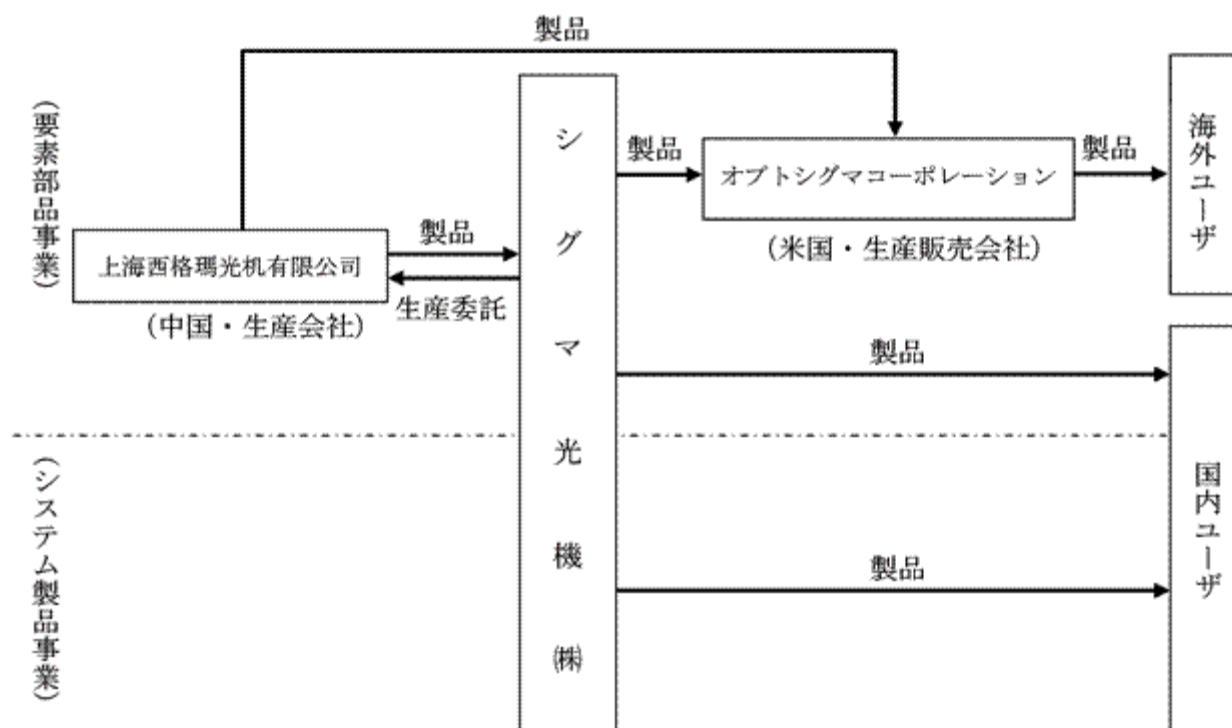 製品
(要素部品事業)
シグマ光機㈱
製品
オプトシグマコーポレーション
(米国・生産販売会社)
製品
海外ユーザ
上海西格瑪光机有限公司
(中国・生産会社)
製品
生産委託
製品
国内ユーザ
(システム製品事業)
製品